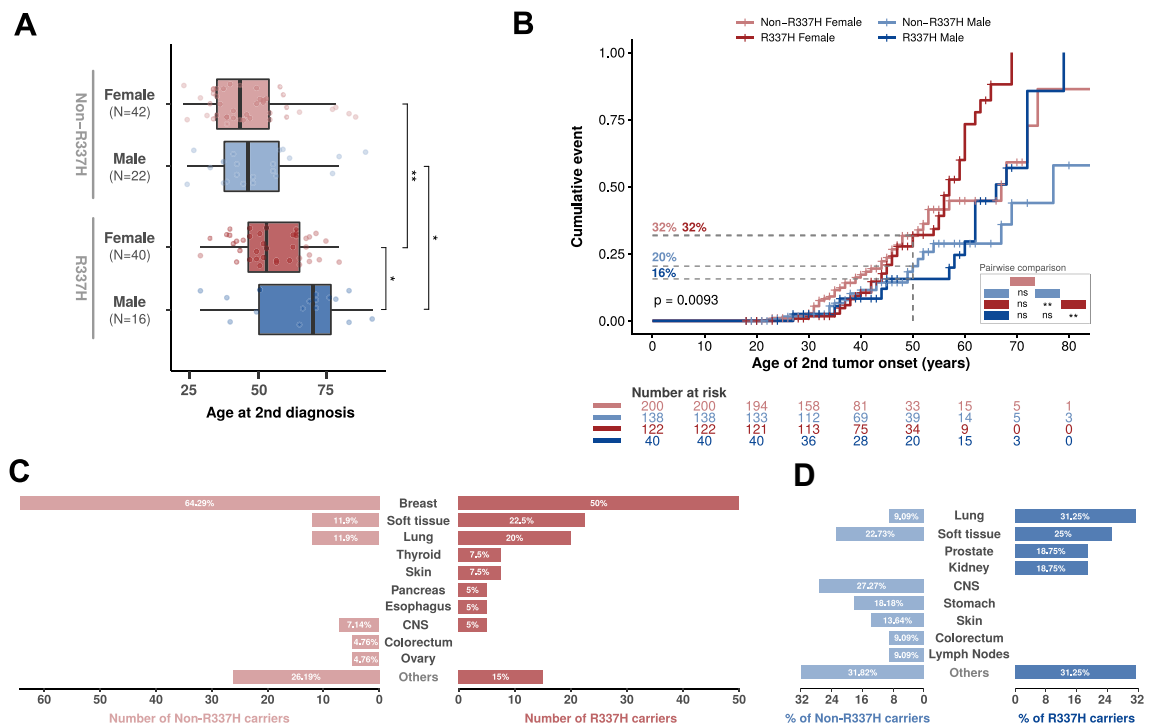 A
Non−R337H
Female
(N=42)
Male
(N=22)
R337H
Female
(N=40)
Male
(N=16)
**
*
*
25 50 75
Age at 2nd diagnosis
B
Non−R337H Female Non−R337H Male
R337H Female R337H Male
Cumulative event
1.00
0.75
0.50
0.25
0.00
32% 32%
20%
16%
p = 0.0093
Pairwise comparison
ns
ns **
ns ns **
0 10 20 30 40 50 60 70 80
Age of 2nd tumor onset (years)
Number at risk
200 200 194 158 81 33 15 5 1
138 138 133 112 69 39 14 5 3
122 122 121 113 75 34 9 0 0
40 40 40 36 28 20 15 3 0
C
64.29% Breast 50%
11.9% Soft tissue 22.5%
11.9% Lung 20%
Thyroid 7.5%
Skin 7.5%
Pancreas 5%
Esophagus 5%
7.14% CNS 5%
4.76% Colorectum
4.76% Ovary
26.19% Others 15%
60 50 40 30 20 10 0
0 10 20 30 40 50
Number of Non−R337H carriers
Number of R337H carriers
D
9.09% Lung 31.25%
22.73% Soft tissue 25%
Prostate 18.75%
Kidney 18.75%
27.27% CNS
18.18% Stomach
13.64% Skin
9.09% Colorectum
9.09% Lymph Nodes
31.82% Others 31.25%
32 24 16 8 0
0 8 16 24 32
% of Non−R337H carriers
% of R337H carriers